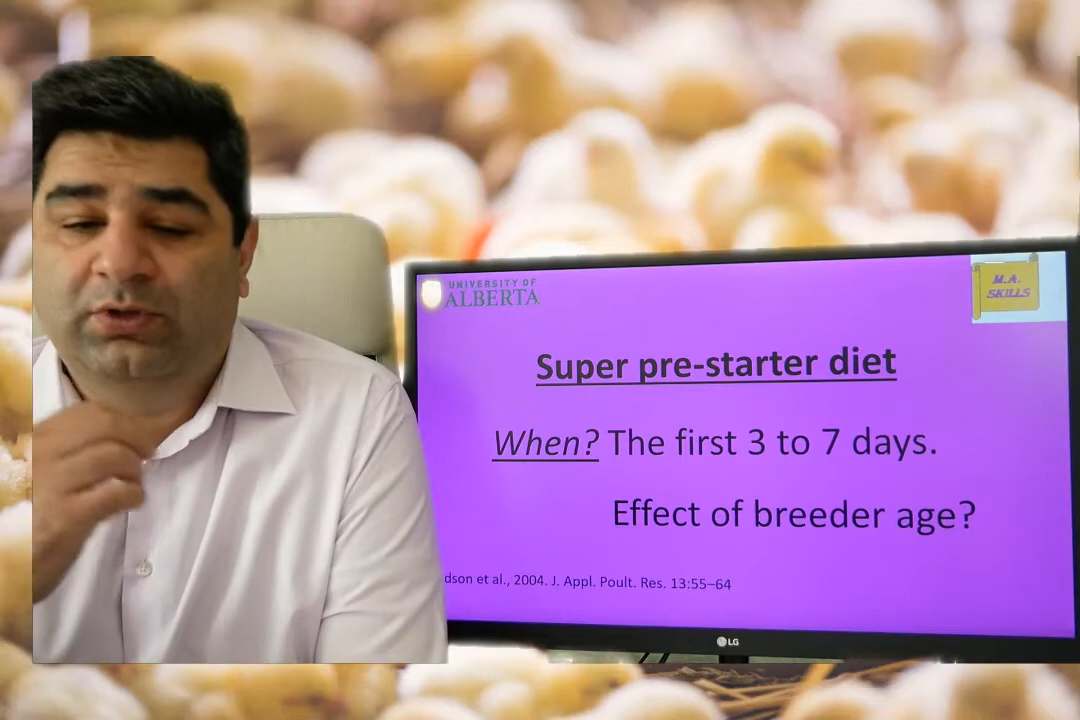 UNIVERSITY OF
ALBERTA
M.A.
SKILLS
Super pre-starter diet
When? The first 3 to 7 days.
Effect of breeder age?
dson et al., 2004. J. Appl. Poult. Res. 13:55–64
LG